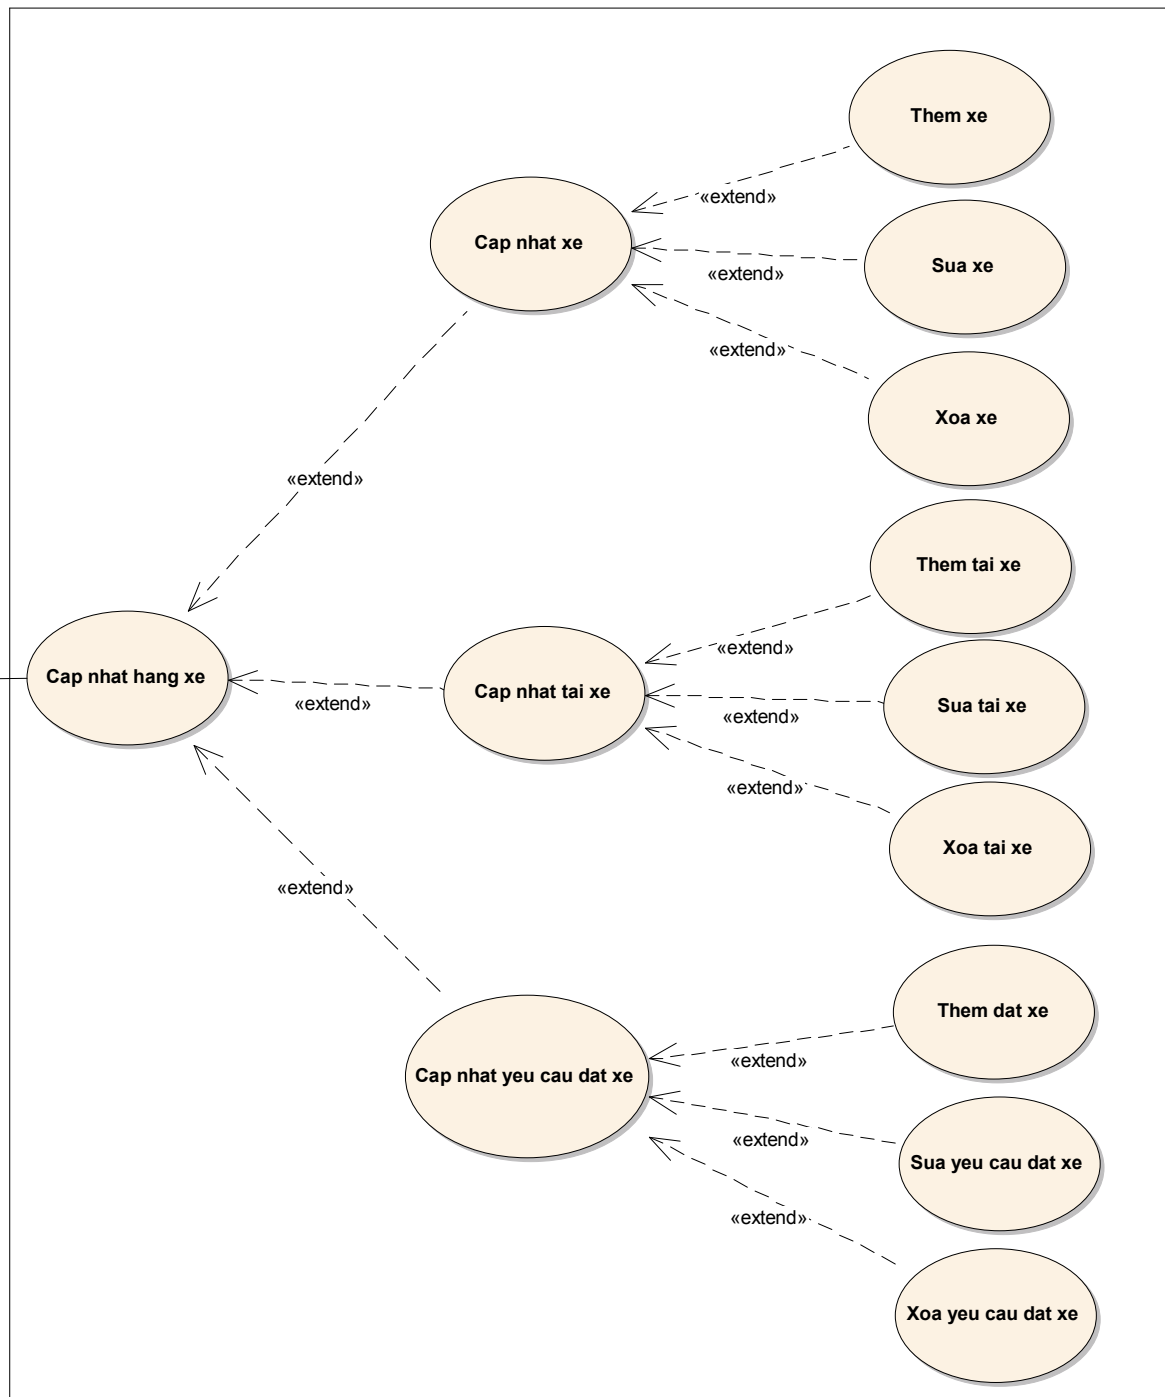 Them xe
«extend»
Cap nhat xe
Sua xe
«extend»
«extend»
Xoa xe
«extend»
Them tai xe
«extend»
Cap nhat hang xe
«extend»
Cap nhat tai xe
«extend»
Sua tai xe
«extend»
Xoa tai xe
«extend»
Them dat xe
«extend»
Cap nhat yeu cau dat xe
«extend»
Sua yeu cau dat xe
«extend»
Xoa yeu cau dat xe